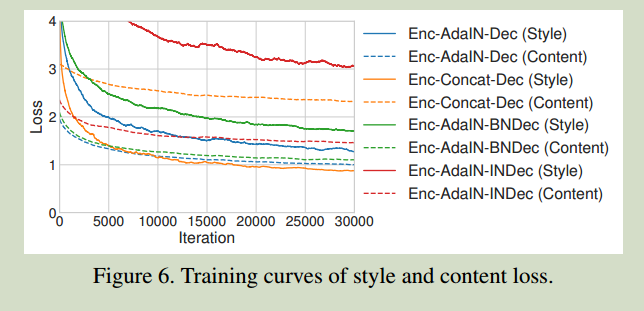 4
3
2
1
0
Loss
0 5000 10000 15000 20000 25000 30000
Iteration
Enc-AdaIN-Dec (Style)
Enc-AdaIN-Dec (Content)
Enc-Concat-Dec (Style)
Enc-Concat-Dec (Content)
Enc-AdaIN-BNDec (Style)
Enc-AdaIN-BNDec (Content)
Enc-AdaIN-INDec (Style)
Enc-AdaIN-INDec (Content)
Figure 6. Training curves of style and content loss.